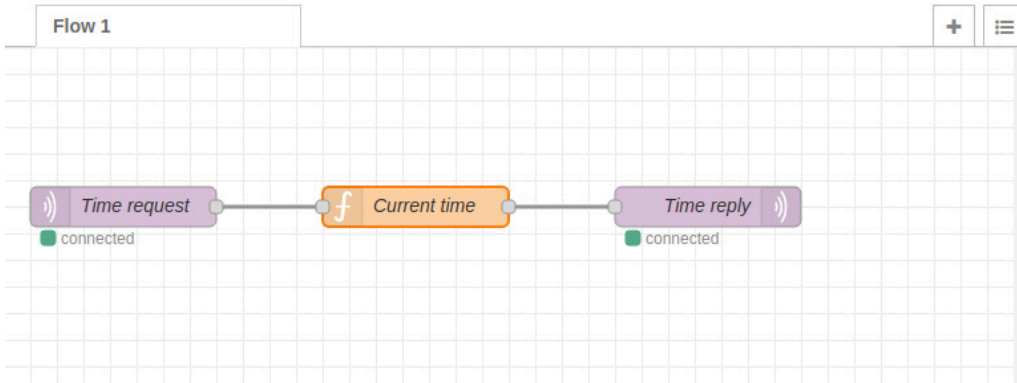 Flow 1
Time request
Current time
Time reply
connected
connected